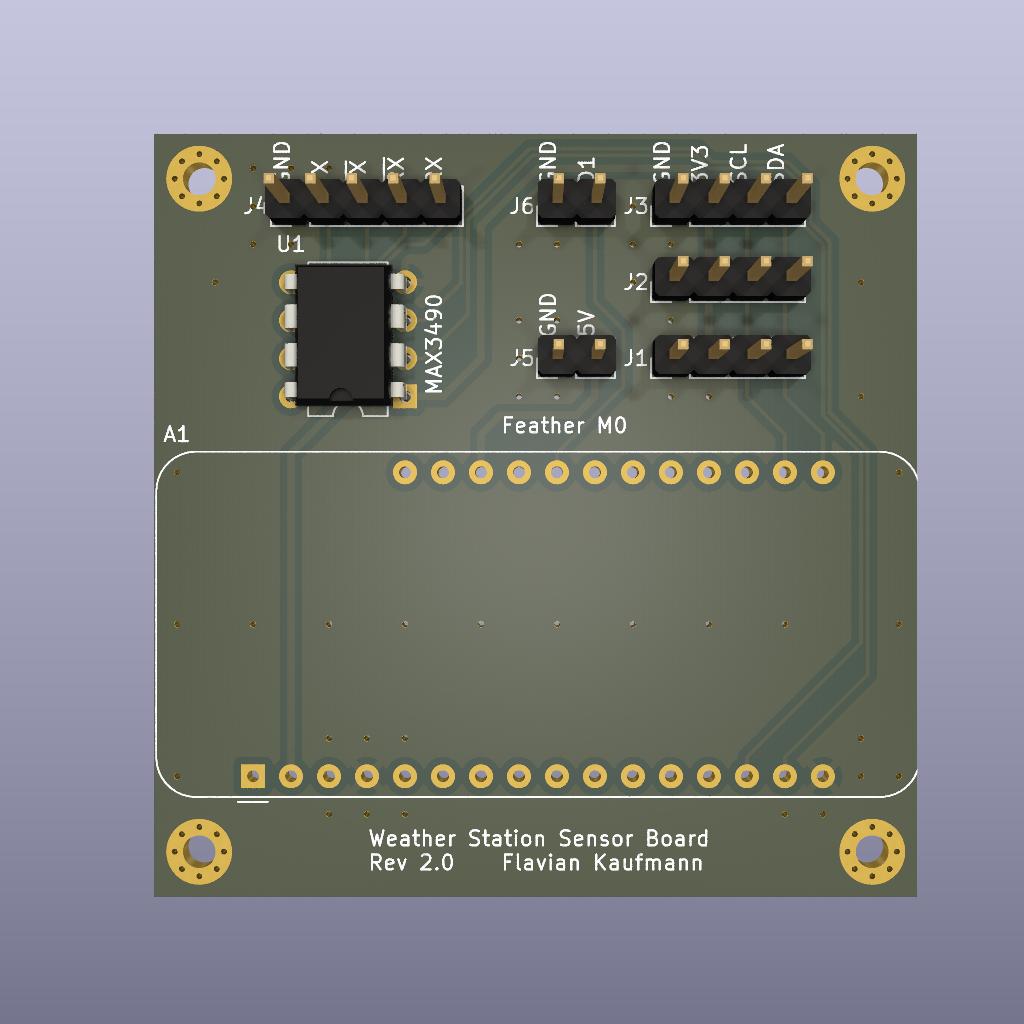 GND
GND
GND
SCL
SDA
J4
J6
J3
U1
J2
MAX3490
GND
5V
J5
J1
Feather M0
A1
Weather Station Sensor Board
Rev 2.0 Flavian Kaufmann